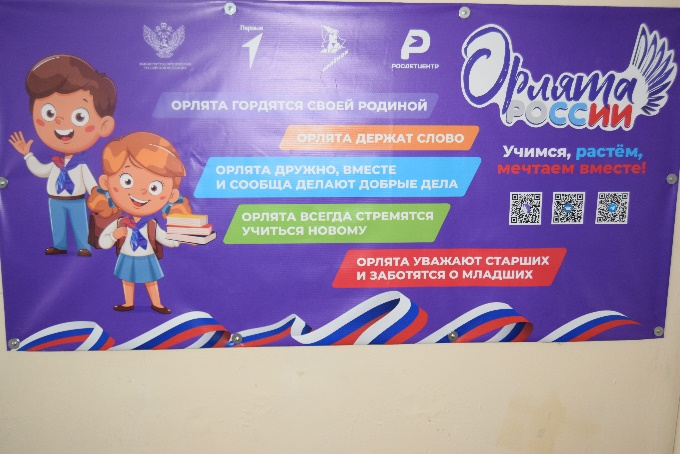 Первые
РОСДЕТЦЕНТР
Орлята
РОССИИ
Учимся, растём,
мечтаем вместе!
ОРЛЯТА ГОРДЯТСЯ СВОЕЙ РОДИНОЙ
ОРЛЯТА ДЕРЖАТ СЛОВО
ОРЛЯТА ДРУЖНО, ВМЕСТЕ
И СООБЩА ДЕЛАЮТ ДОБРЫЕ ДЕЛА
ОРЛЯТА ВСЕГДА СТРЕМЯТСЯ
УЧИТЬСЯ НОВОМУ
ОРЛЯТА УВАЖАЮТ СТАРШИХ
И ЗАБОТЯТСЯ О МЛАДШИХ